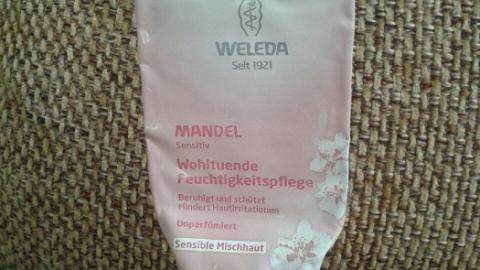 WELEDA
Seit 1921
MANDEL
Sensitiv
Wohltuende
Feuchtigkeitspflege
Beruhigt und schützt
Mindert Hautirritationen
Unparfümiert
Sensible Mischhaut